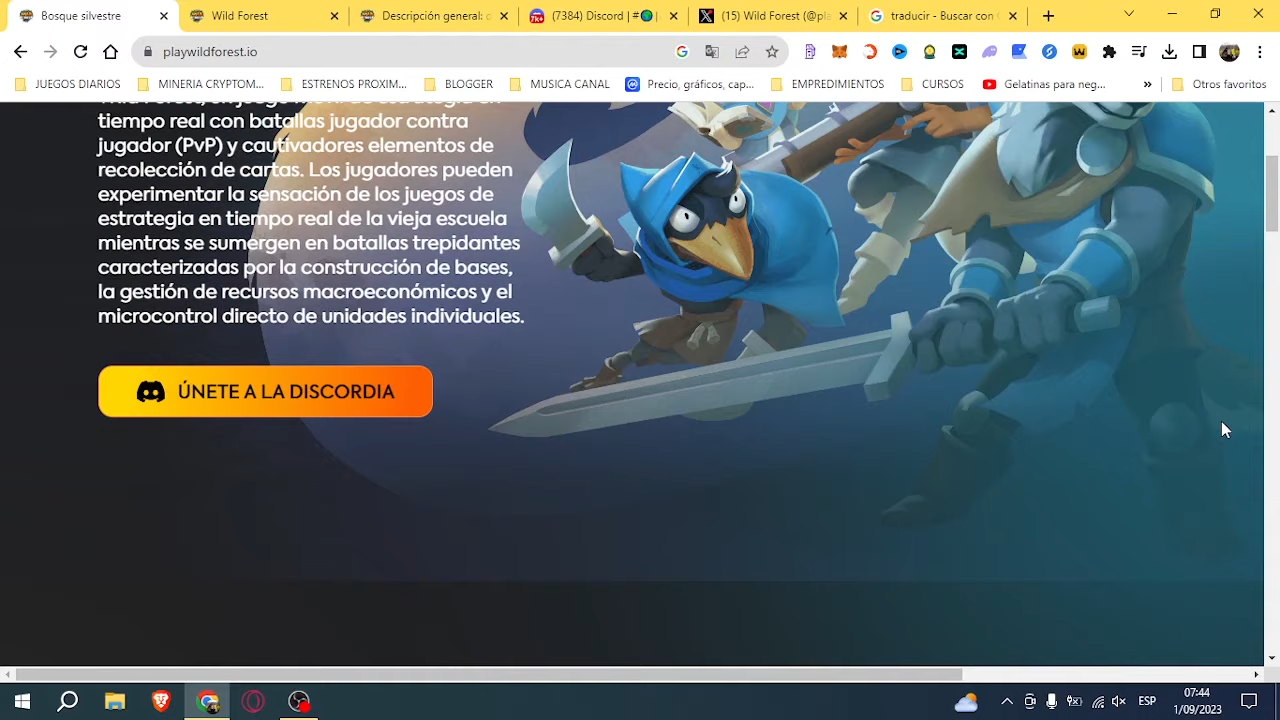 Bosque silvestre
Wild Forest
Descripción general: c
(7384) Discord | #
(15) Wild Forest (@pla
traducir - Buscar con
playwildforest.io
JUEGOS DIARIOS
MINERIA CRYPTOM...
ESTRENOS PROXIM...
BLOGGER
MUSICA CANAL
Precio, gráficos, cap...
EMPREDIMIENTOS
CURSOS
Gelatinas para neg...
Otros favoritos
tiempo real con batallas jugador contra
jugador (PvP) y cautivadores elementos de
recolección de cartas. Los jugadores pueden
experimentar la sensación de los juegos de
estrategia en tiempo real de la vieja escuela
mientras se sumergen en batallas trepidantes
caracterizadas por la construcción de bases,
la gestión de recursos macroeconómicos y el
microcontrol directo de unidades individuales.
ÚNETE A LA DISCORDIA
ESP
07:44
1/09/2023